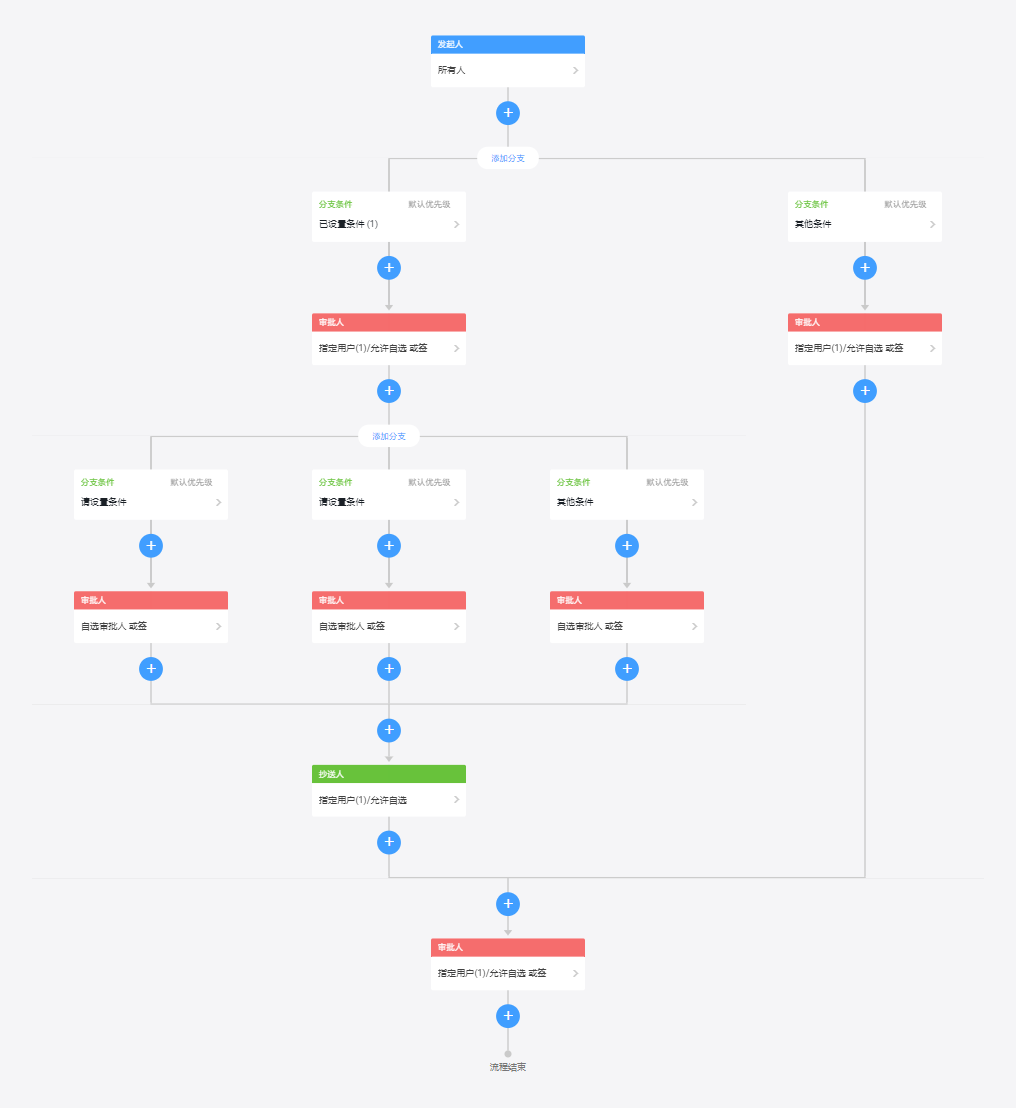 发起人
所有人
添加分支
分支条件 默认优先级
已设置条件 (1)
分支条件 默认优先级
其他条件
审批人
指定用户(1)/允许自选 或签
审批人
指定用户(1)/允许自选 或签
添加分支
分支条件 默认优先级
请设置条件
分支条件 默认优先级
请设置条件
分支条件 默认优先级
其他条件
审批人
自选审批人 或签
审批人
自选审批人 或签
审批人
自选审批人 或签
抄送人
指定用户(1)/允许自选
审批人
指定用户(1)/允许自选 或签
流程结束